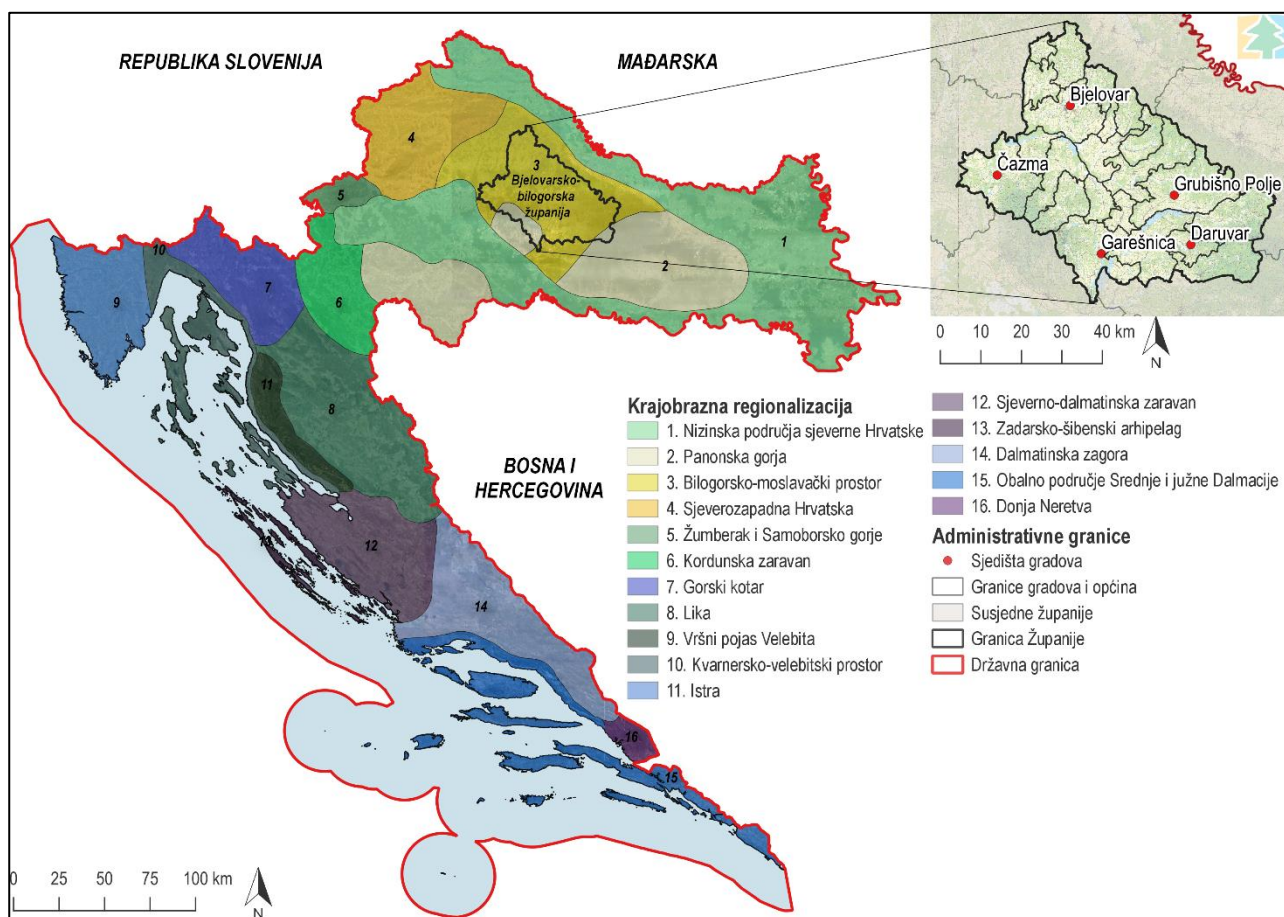 REPUBLIKA SLOVENIJA
MAĐARSKA
BOSNA I
HERCEGOVINA
1
2
3
Bjelovarsko-
bilogorska
županija
4
5
6
7
8
9
10
11
12
13
14
15
16
Bjelovar
Čazma
Grubišno Polje
Daruvar
Garešnica
0 20 40 km
N
Krajobrazna regionalizacija
1. Nizinska područja sjeverne Hrvatske
2. Panonska gorja
3. Bilogorsko-moslavački prostor
4. Sjeverozapadna Hrvatska
5. Žumberak i Samoborsko gorje
6. Kordunska zaravan
7. Gorski kotar
8. Lika
9. Vršni pojas Velebita
10. Kvarnersko-velebitski prostor
11. Istra
12. Sjeverno-dalmatinska zaravan
13. Zadarsko-šibenski arhipelag
14. Dalmatinska zagora
15. Obalno područje Srednje i južne Dalmacije
16. Donja Neretva
Administrativne granice
Sjedišta gradova
Granice gradova i općina
Susjedne županije
Granica Županije
Državna granica
0 25 50 75 100 km
N